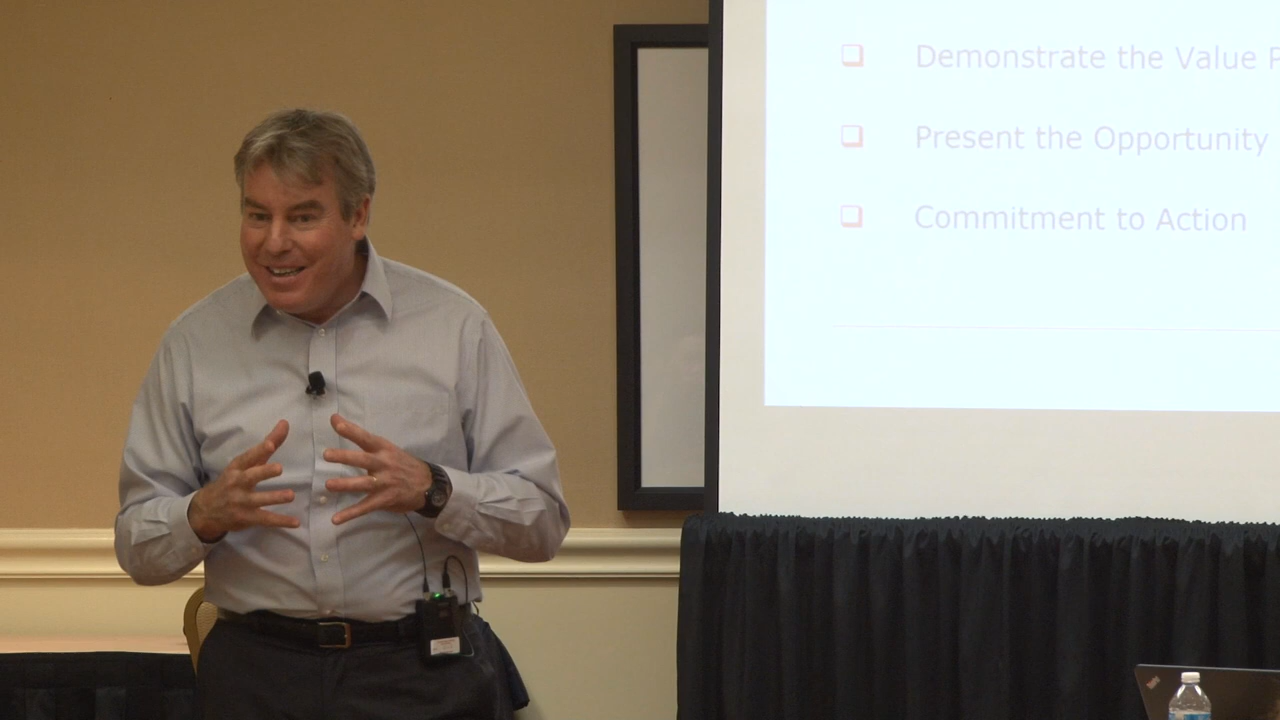 Demonstrate the Value P
Present the Opportunity
Commitment to Action